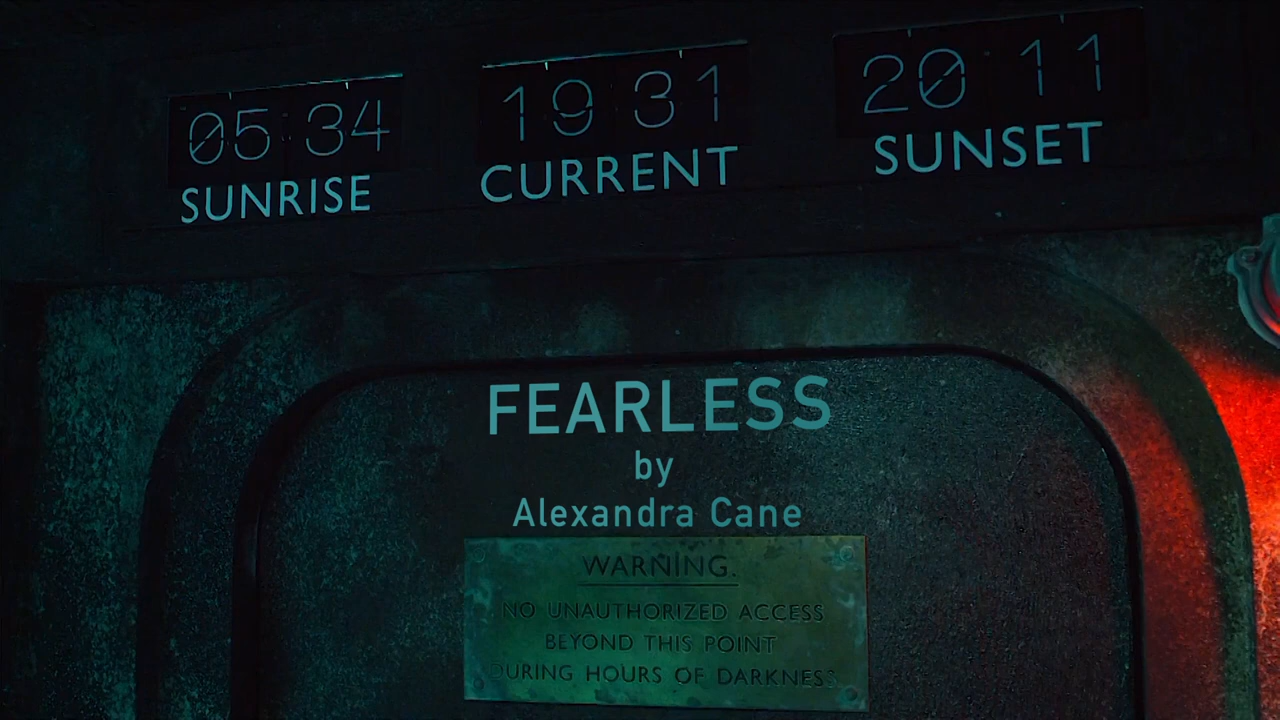 05:34 19 31 20 11
SUNRISE CURRENT SUNSET
FEARLESS
by
Alexandra Cane
WARNING.
NO UNAUTHORIZED ACCESS
BEYOND THIS POINT
DURING HOURS OF DARKNESS.